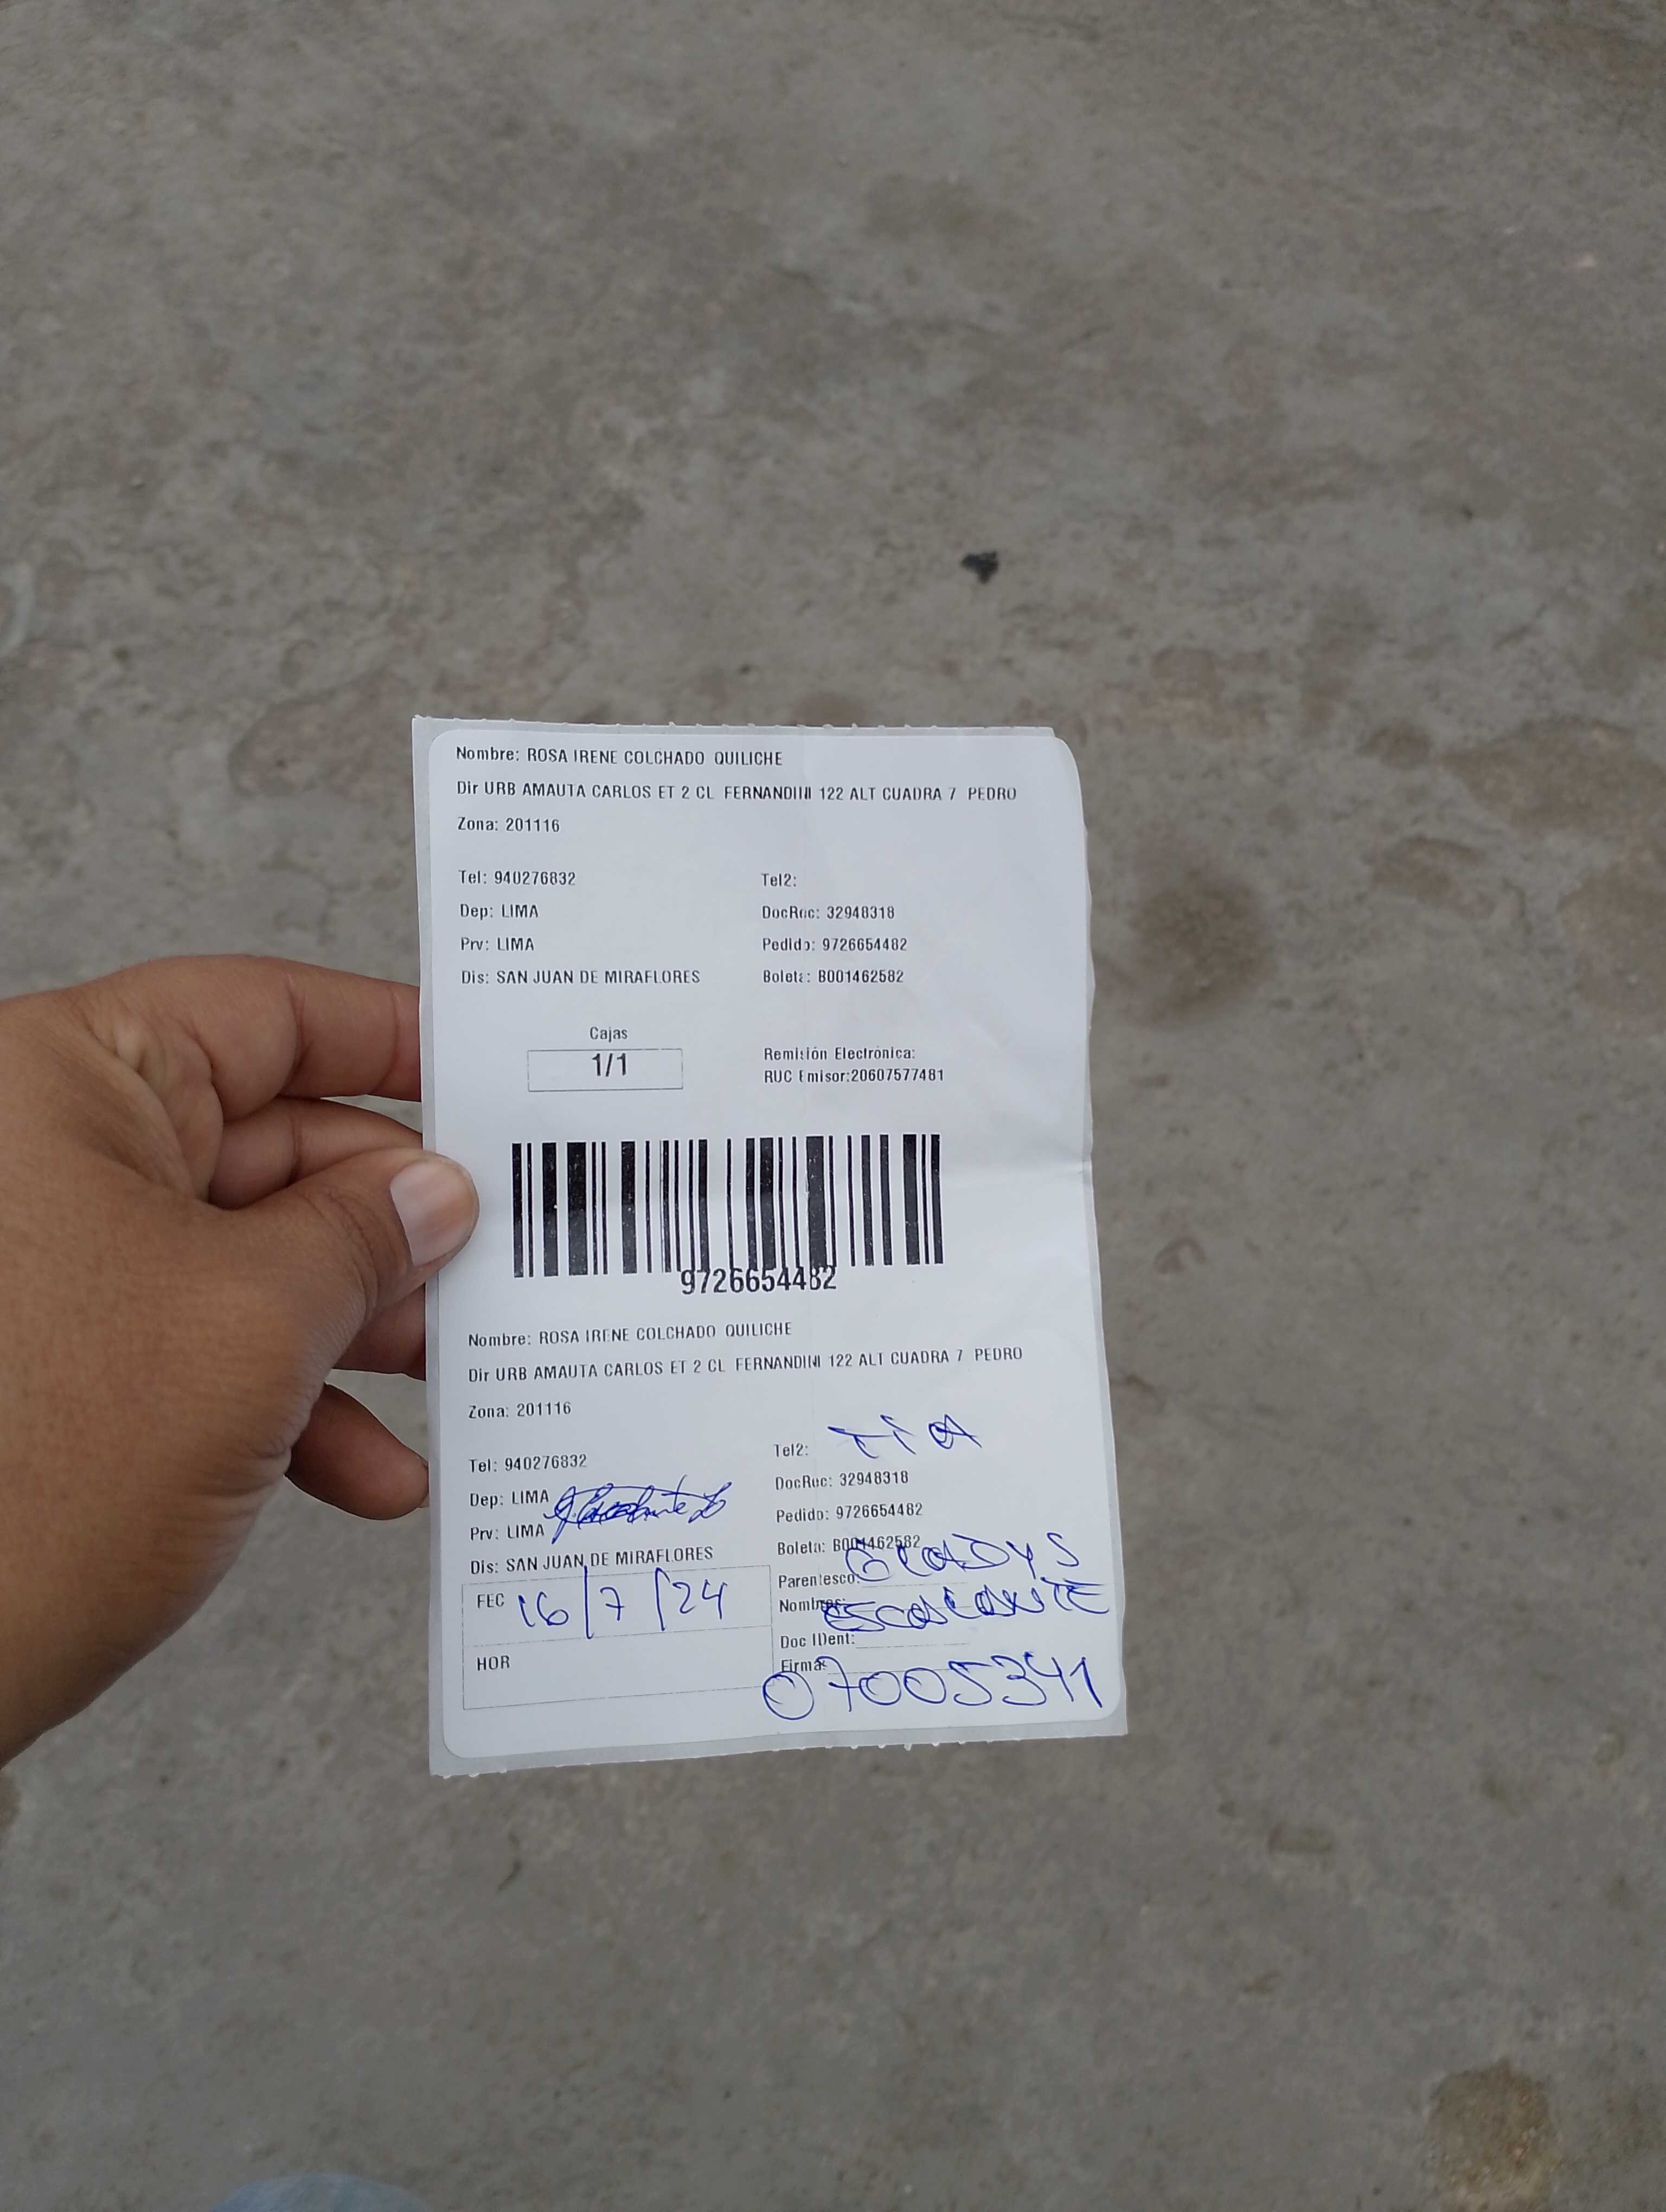 Nombre: ROSA IRENE COLCHADO QUILICHE
Dir URB AMAUTA CARLOS ET 2 CL FERNANDINI 122 ALT CUADRA 7 PEDRO
Zona: 201116
Tel: 940276832 Tel2:
Dep: LIMA DocRec: 32948318
Prv: LIMA Pedido: 9726654482
Dis: SAN JUAN DE MIRAFLORES Boleta: B001462582
Cajas
1/1
Remisión Electrónica:
RUC Emisor:20607577481
9726654482
Nombre: ROSA IRENE COLCHADO QUILICHE
Dir URB AMAUTA CARLOS ET 2 CL FERNANDINI 122 ALT CUADRA 7 PEDRO
Zona: 201116
Tel: 940276832 Tel2: TIA
Dep: LIMA DocRec: 32948318
Prv: LIMA Pedido: 9726654482
Dis: SAN JUAN DE MIRAFLORES Boleta: B001462582
FEC 16/7/24 Parentesco: GLADYS
Nombres: ESCALANTE
HOR Doc IDent:
Firma:
07005341